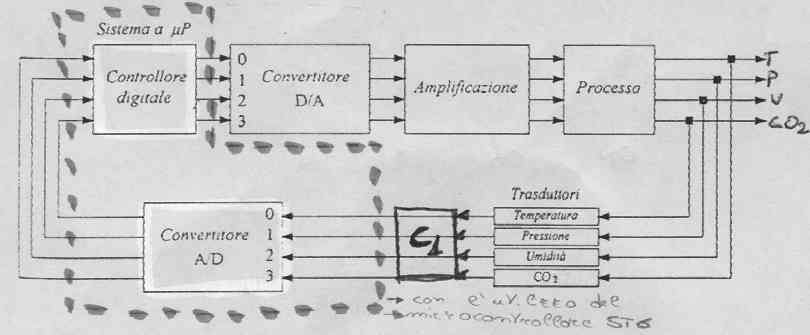 Sistema a µP
Controllore
digitale
0
1
2
3
Convertitore
D/A
Amplificazione
Processo
T
P
U
CO2
Convertitore
A/D
0
1
2
3
C1
Trasduttori
Temperatura
Pressione
Umidità
CO2
→ con l'
del
→ microcontrollore ST6